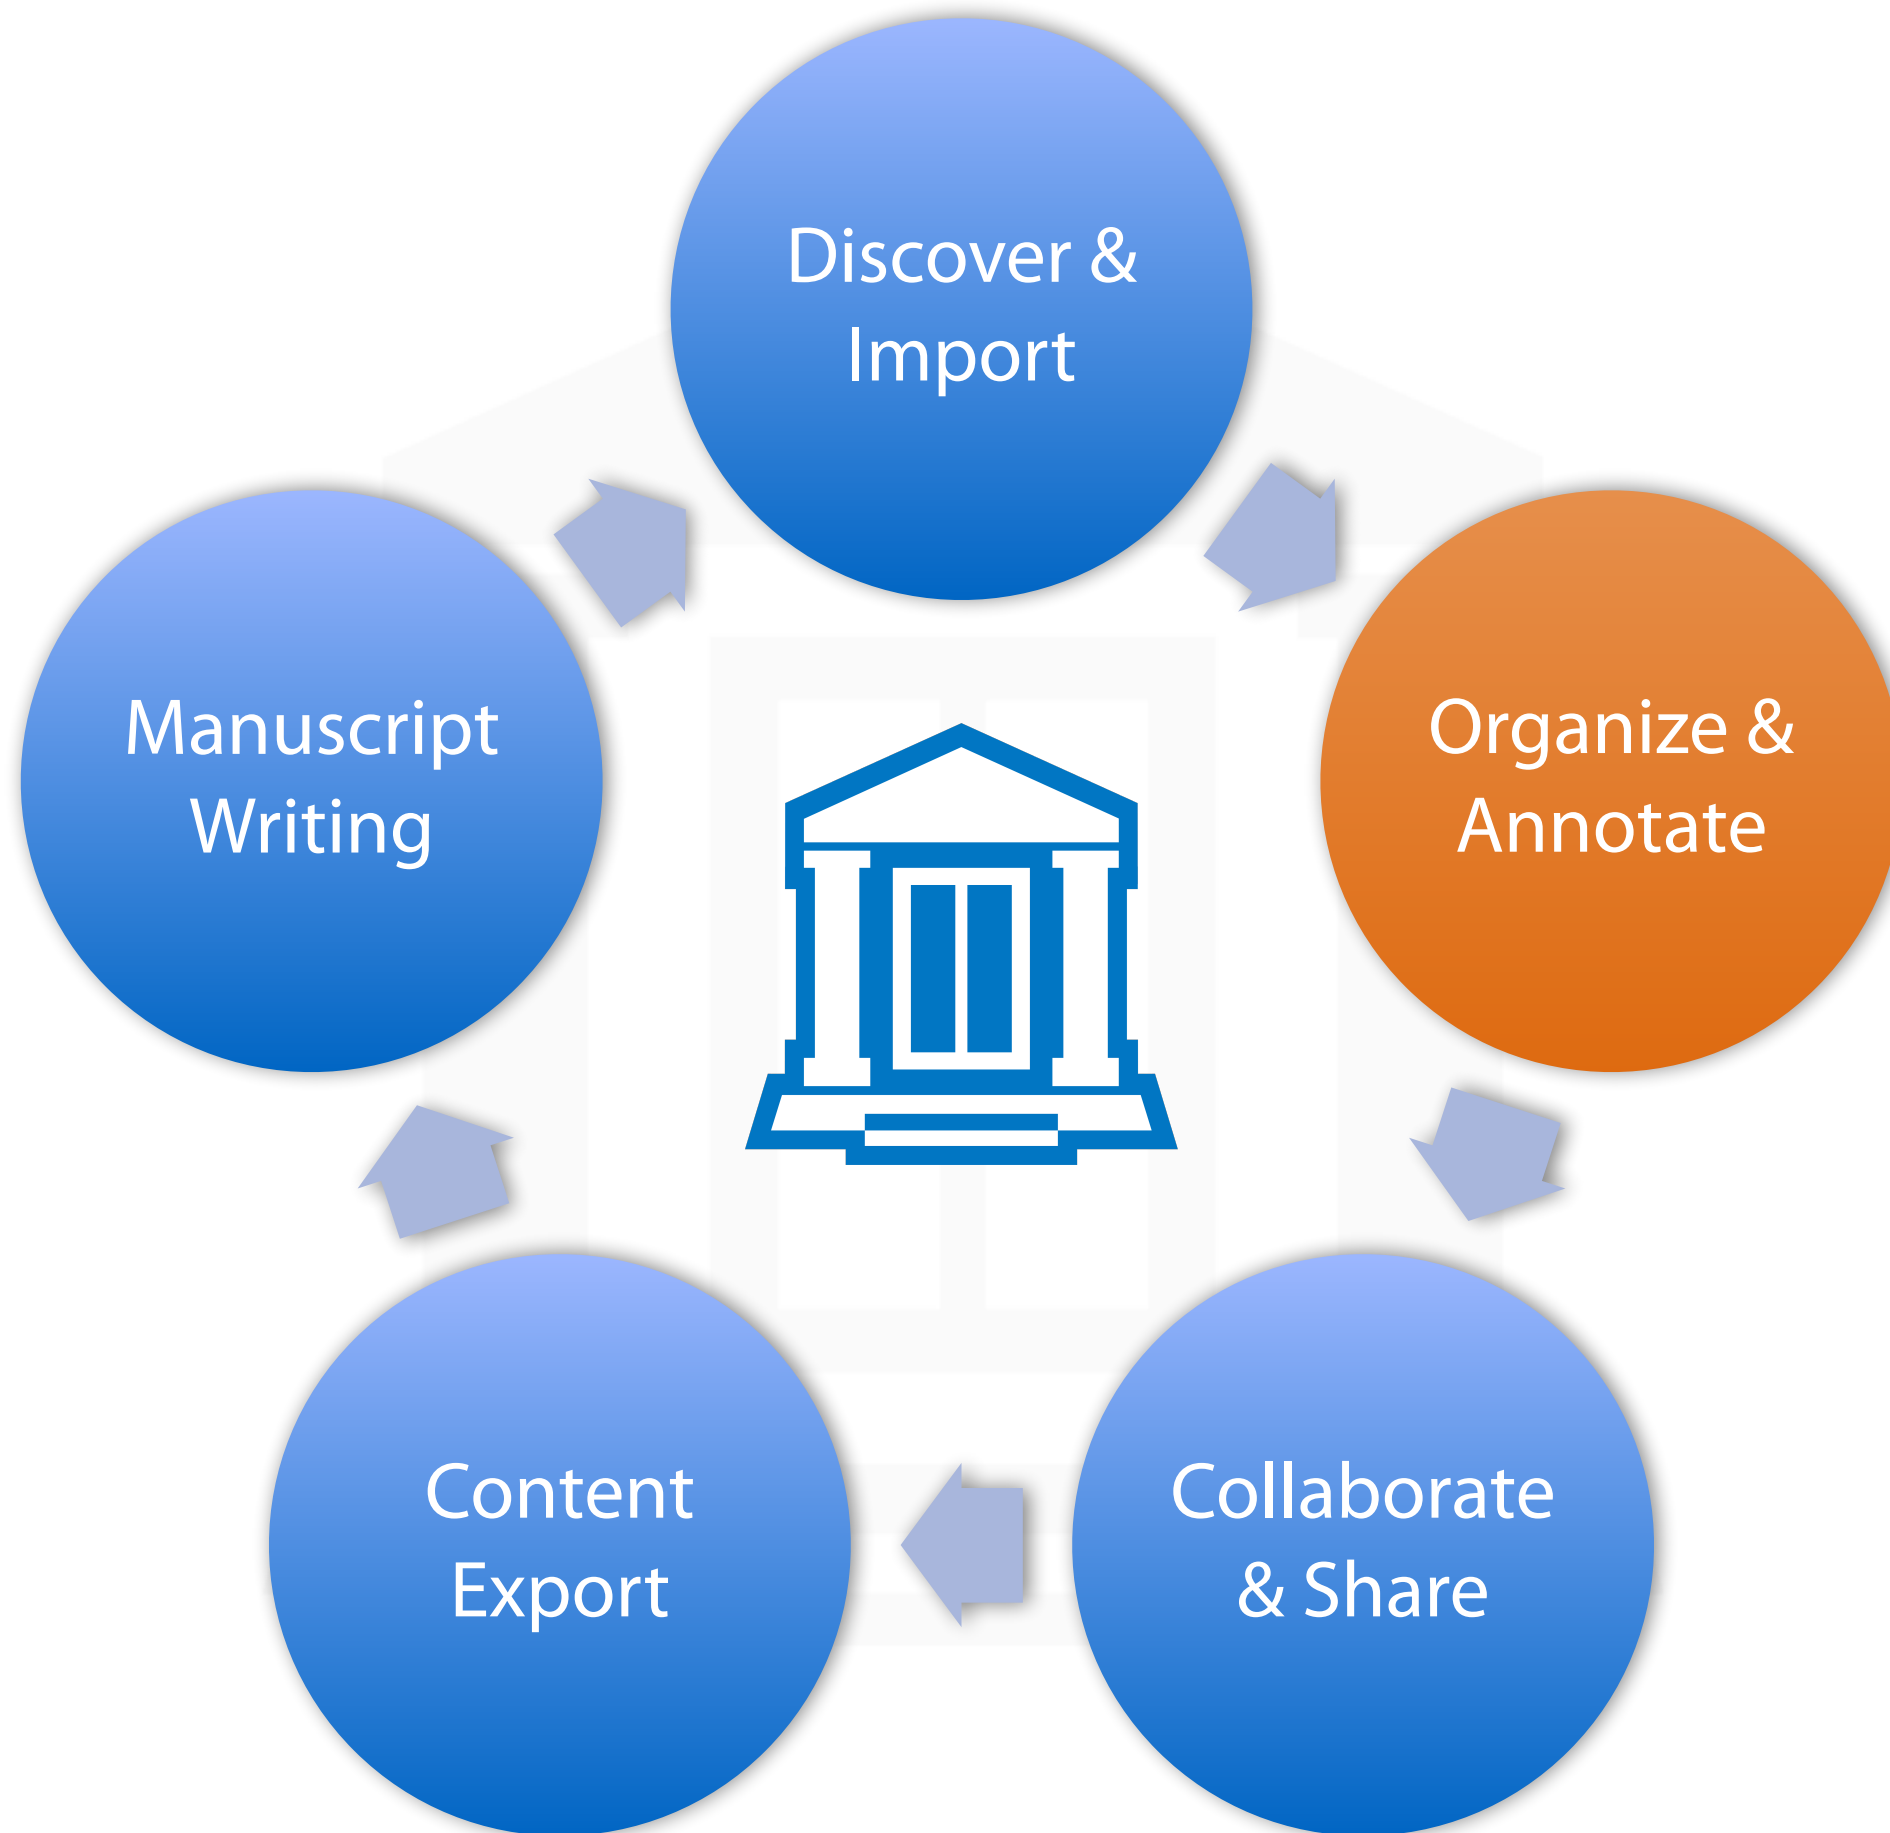 Discover &
Import
Organize &
Annotate
Collaborate
& Share
Content
Export
Manuscript
Writing